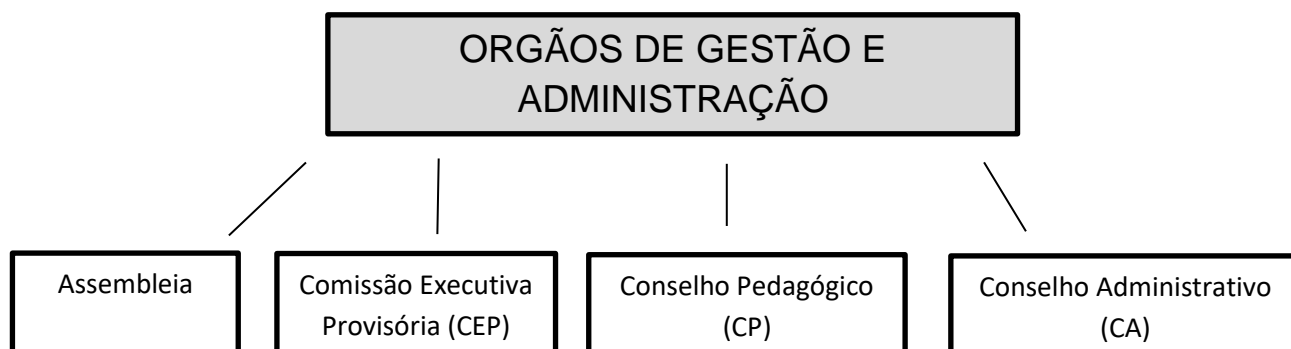 ORGÃOS DE GESTÃO E
ADMINISTRAÇÃO
Assembleia
Comissão Executiva
Provisória (CEP)
Conselho Pedagógico
(CP)
Conselho Administrativo
(CA)